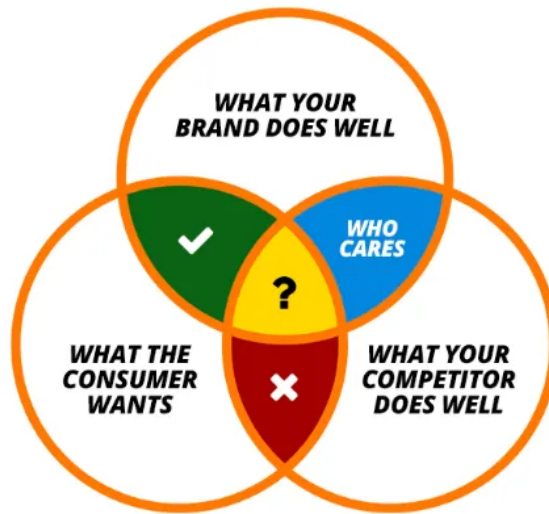 WHAT YOUR
BRAND DOES WELL
WHO
CARES
?
WHAT THE
CONSUMER
WANTS
WHAT YOUR
COMPETITOR
DOES WELL